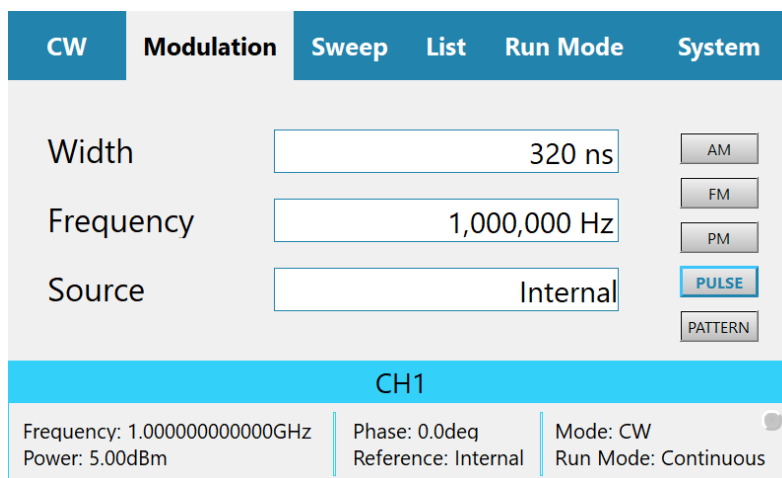 CW Modulation Sweep List Run Mode System
Width 320 ns AM
FM
Frequency 1,000,000 Hz
PM
Source Internal PULSE
PATTERN
CH1
Frequency: 1.000000000000GHz Phase: 0.0deg Mode: CW
Power: 5.00dBm Reference: Internal Run Mode: Continuous